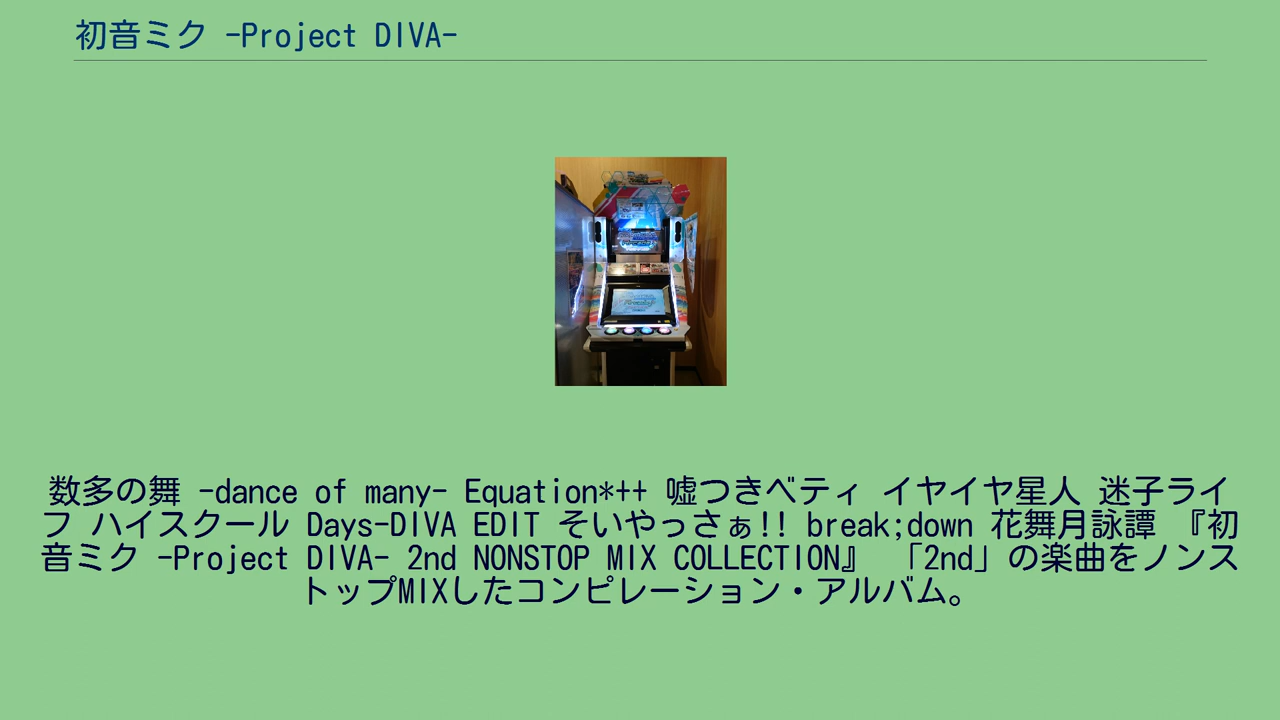 初音ミク -Project DIVA-
数多の舞 -dance of many- Equation*++ 嘘つきベティ イヤイヤ星人 迷子ライ
フ ハイスクール Days-DIVA EDIT そいやっさぁ!! break;down 花舞月詠譚 『初
音ミク -Project DIVA- 2nd NONSTOP MIX COLLECTION』 「2nd」の楽曲をノンス
トップMIXしたコンピレーション・アルバム。